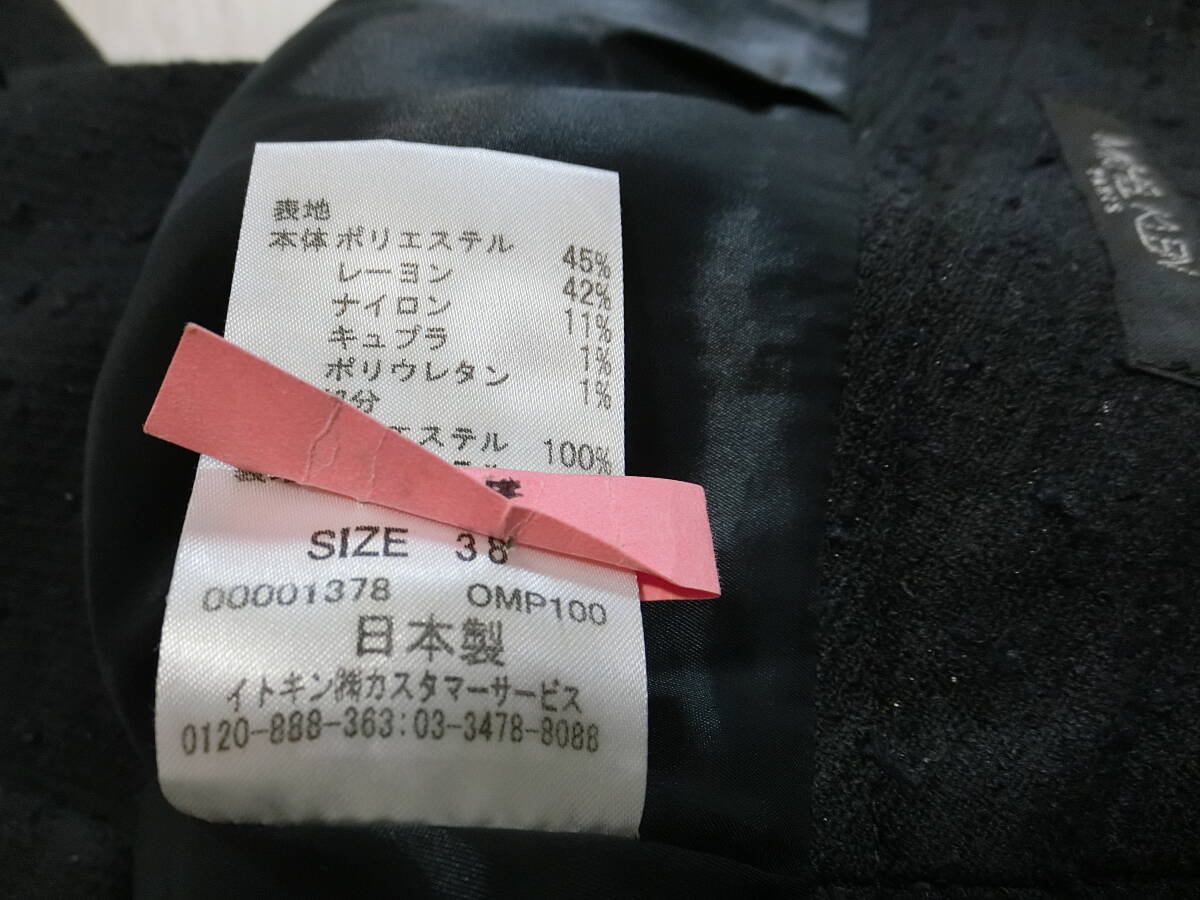 表地
本体 ポリエステル 45%
レーヨン 42%
ナイロン 11%
キュプラ 1%
ポリウレタン 1%
分
エステル 100%
SIZE 38
00001378 OMP100
日本製
イトキン㈱カスタマーサービス
0120-888-363:03-3478-8088
PARIS